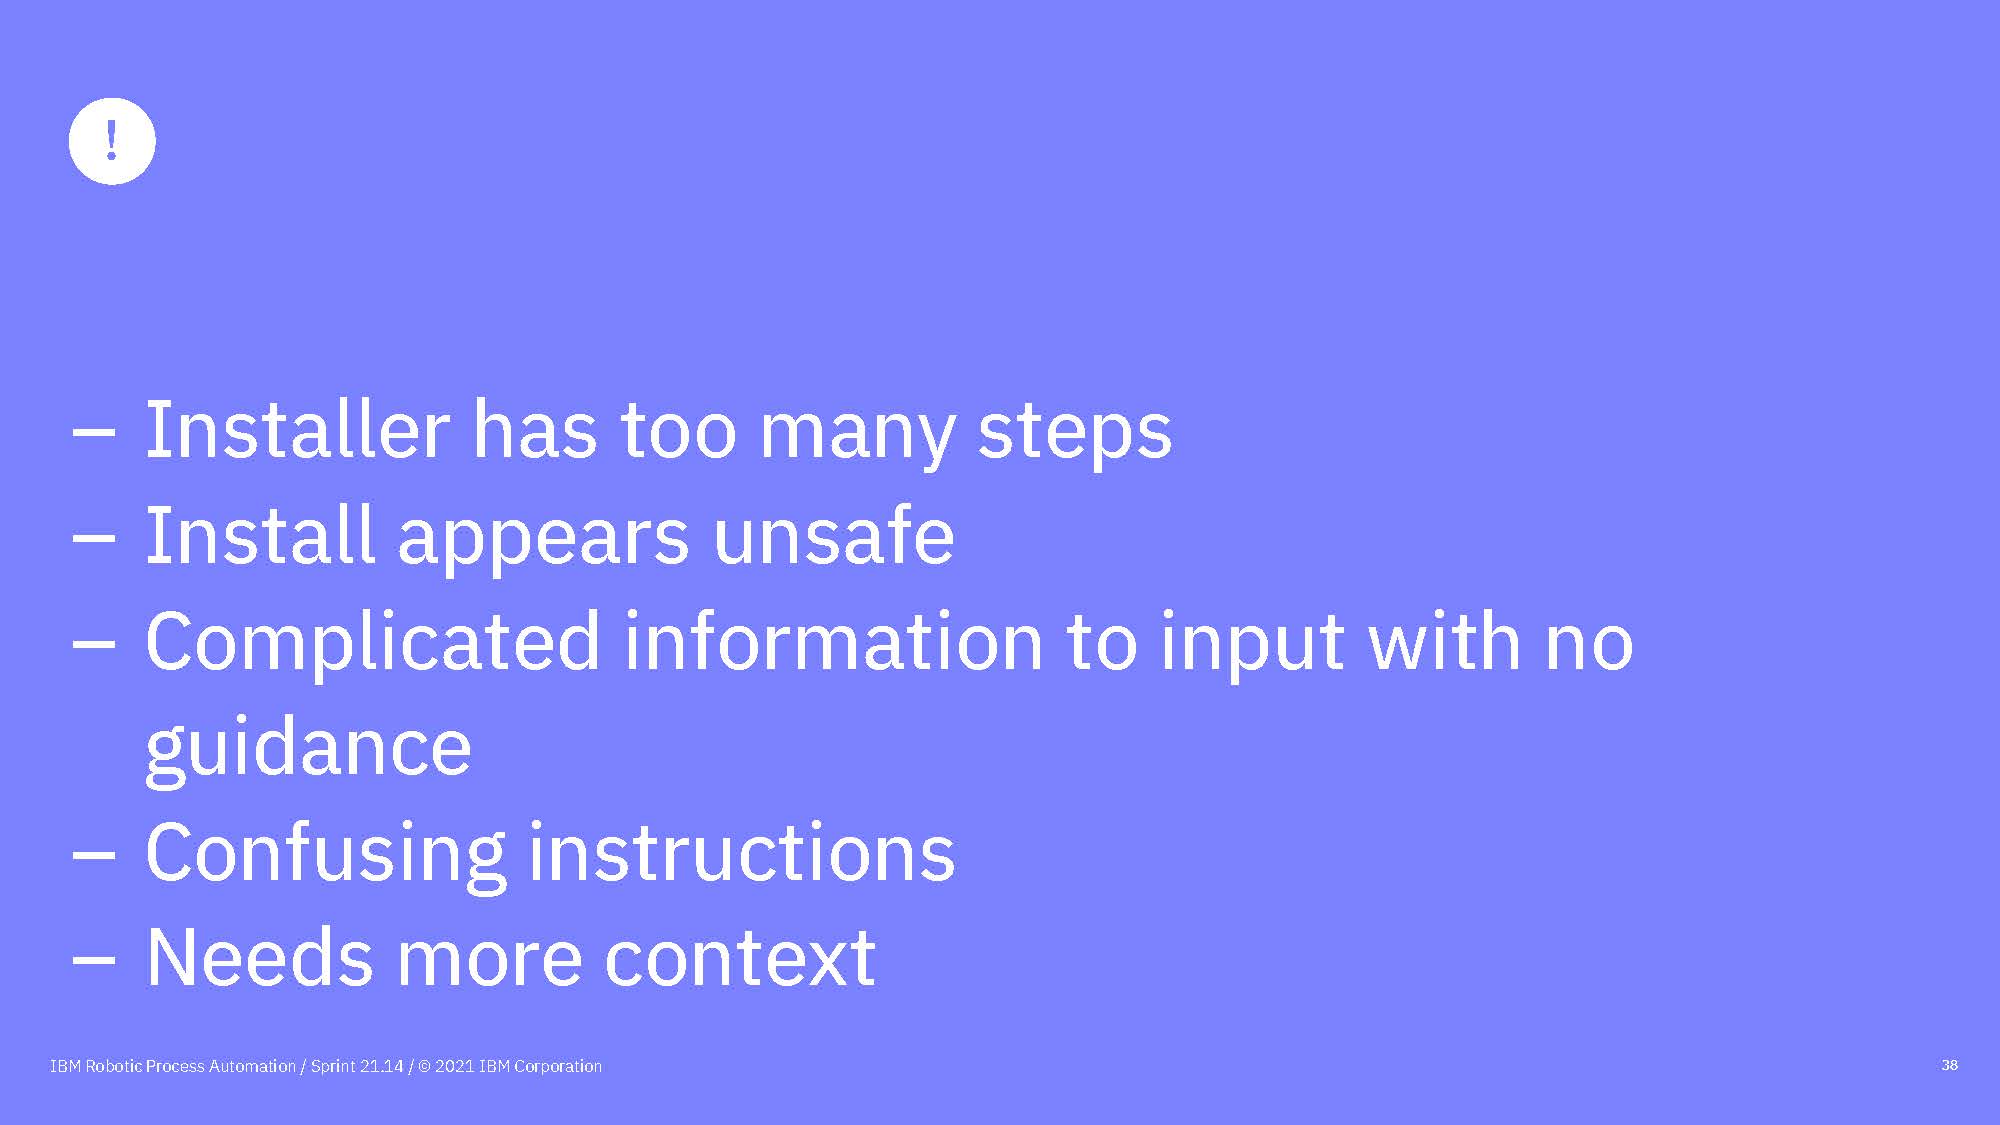 !
– Installer has too many steps
– Install appears unsafe
– Complicated information to input with no
guidance
– Confusing instructions
– Needs more context
IBM Robotic Process Automation / Sprint 21.14 / © 2021 IBM Corporation
38